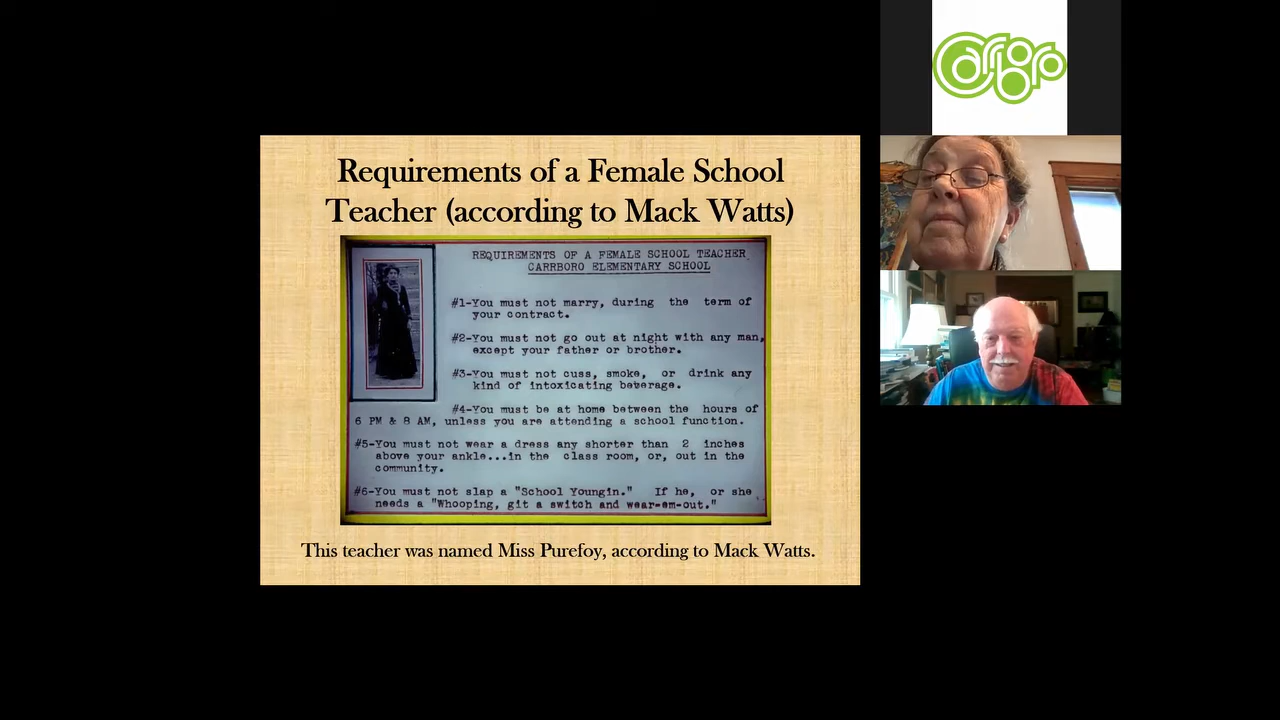 Carrboro
Requirements of a Female School
Teacher (according to Mack Watts)
REQUIREMENTS OF A FEMALE SCHOOL TEACHER
CARRBORO ELEMENTARY SCHOOL
#1-You must not marry, during the term of
your contract.
#2-You must not go out at night with any man,
except your father or brother.
#3-You must not cuss, smoke, or drink any
kind of intoxicating beverage.
#4-You must be at home between the hours of
6 PM & 8 AM, unless you are attending a school function.
#5-You must not wear a dress any shorter than 2 inches
above your ankle...in the class room, or, out in the
community.
#6-You must not slap a "School Youngin." If he, or she
needs a "Whooping, git a switch and wear-em-out."
This teacher was named Miss Purefoy, according to Mack Watts.